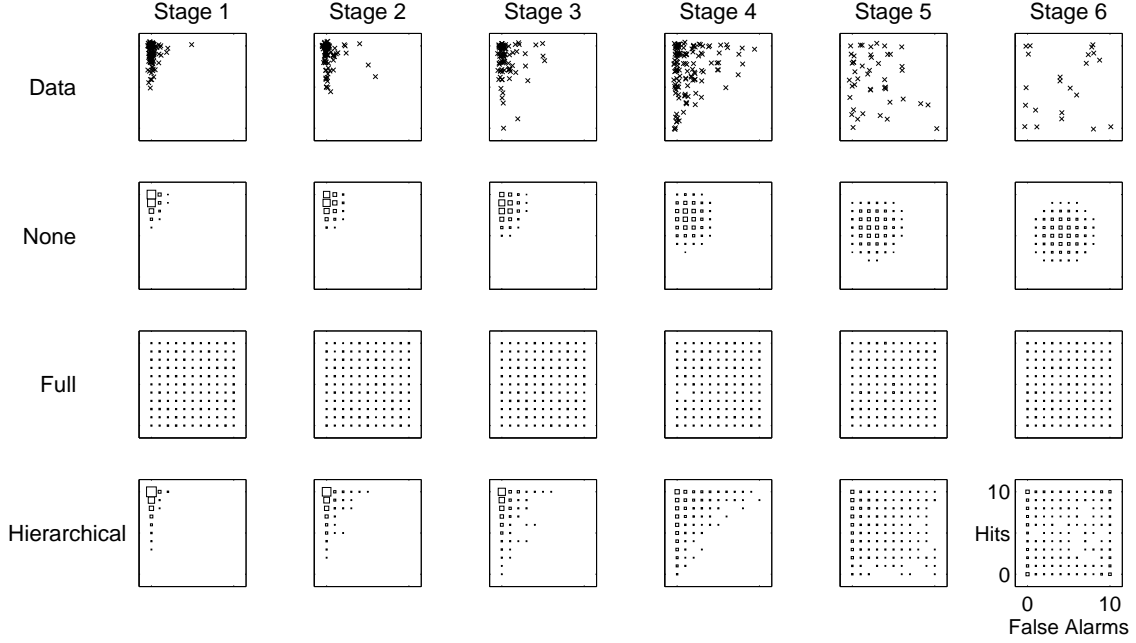 Stage 1 Stage 2 Stage 3 Stage 4 Stage 5 Stage 6
Data
None
Full
Hierarchical
10
Hits
0
0 10
False Alarms